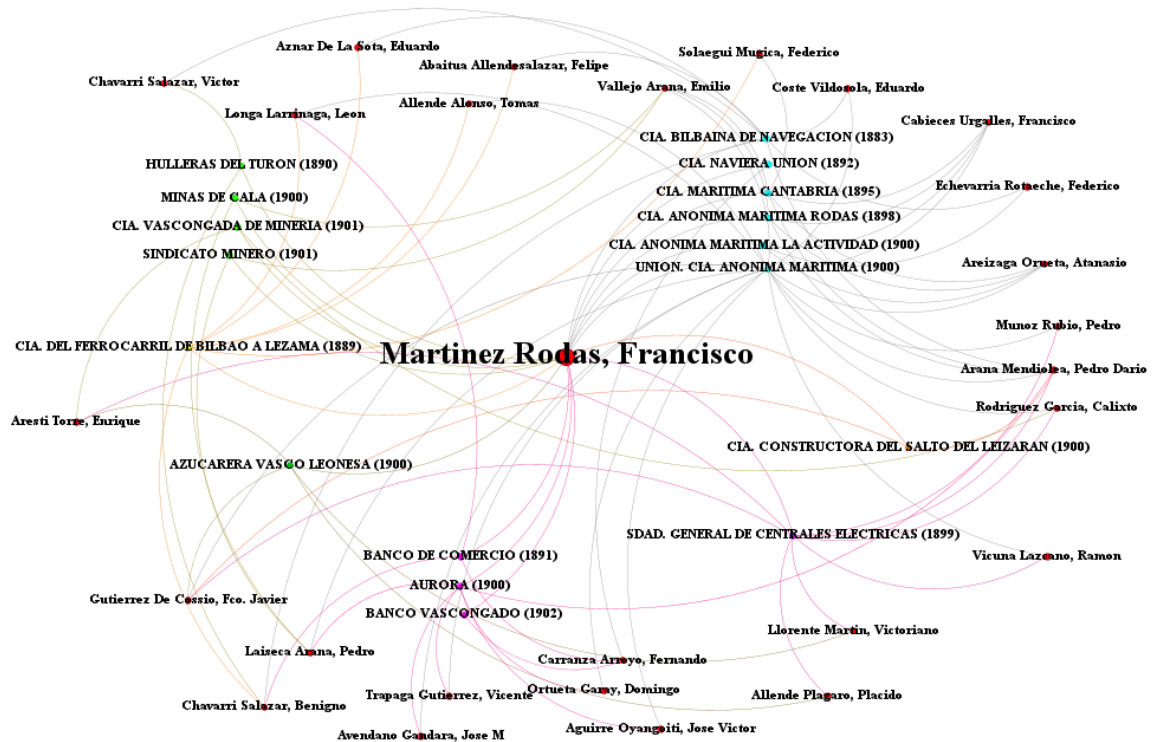 Aznar De La Sota, Eduardo
Solaegui Mugica, Federico
Abaitua Allendesalazar, Felipe
Chavarri Salazar, Victor
Vallejo Arana, Emilio
Coste Vildosola, Eduardo
Longa Larrinaga, Leon
Allende Alonso, Tomas
Cabieces Urgalles, Francisco
CIA. BILBAINA DE NAVEGACION (1883)
HULLERAS DEL TURON (1890)
CIA. NAVIERA UNION (1892)
MINAS DE CALA (1900)
CIA. MARITIMA CANTABRIA (1895)
Echevarria Rotaeche, Federico
CIA. VASCONGADA DE MINERIA (1901)
CIA. ANONIMA MARITIMA RODAS (1898)
SINDICATO MINERO (1901)
CIA. ANONIMA MARITIMA LA ACTIVIDAD (1900)
UNION. CIA. ANONIMA MARITIMA (1900)
Areizaga Orueta, Atanasio
Munoz Rubio, Pedro
CIA. DEL FERROCARRIL DE BILBAO A LEZAMA (1889)
Martinez Rodas, Francisco
Arana Mendiolea, Pedro Dario
Rodriguez Garcia, Calixto
Aresti Torre, Enrique
CIA. CONSTRUCTORA DEL SALTO DEL LEIZARAN (1900)
AZUCARERA VASCO LEONESA (1900)
SDAD. GENERAL DE CENTRALES ELECTRICAS (1899)
BANCO DE COMERCIO (1891)
Vicuna Lazcano, Ramon
AURORA (1900)
Gutierrez De Cossio, Fco. Javier
BANCO VASCONGADO (1902)
Llorente Martin, Victoriano
Laiseca Arana, Pedro
Carranza Arroyo, Fernando
Trapaga Gutierrez, Vicente
Ortueta Garay, Domingo
Allende Plagaro, Placido
Chavarri Salazar, Benigno
Aguirre Oyangoiti, Jose Victor
Avendano Gandara, Jose M